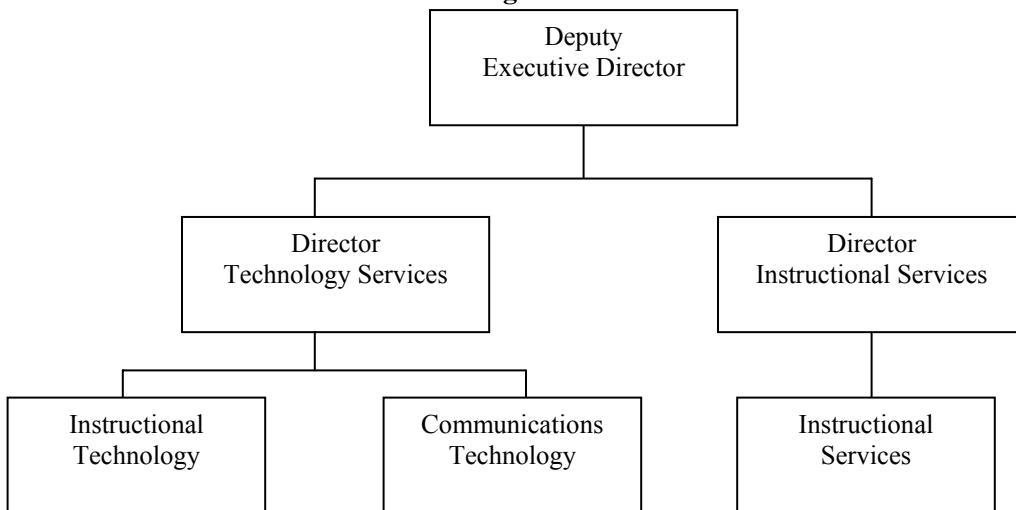 Deputy
Executive Director
Director
Technology Services
Director
Instructional Services
Instructional
Technology
Communications
Technology
Instructional
Services